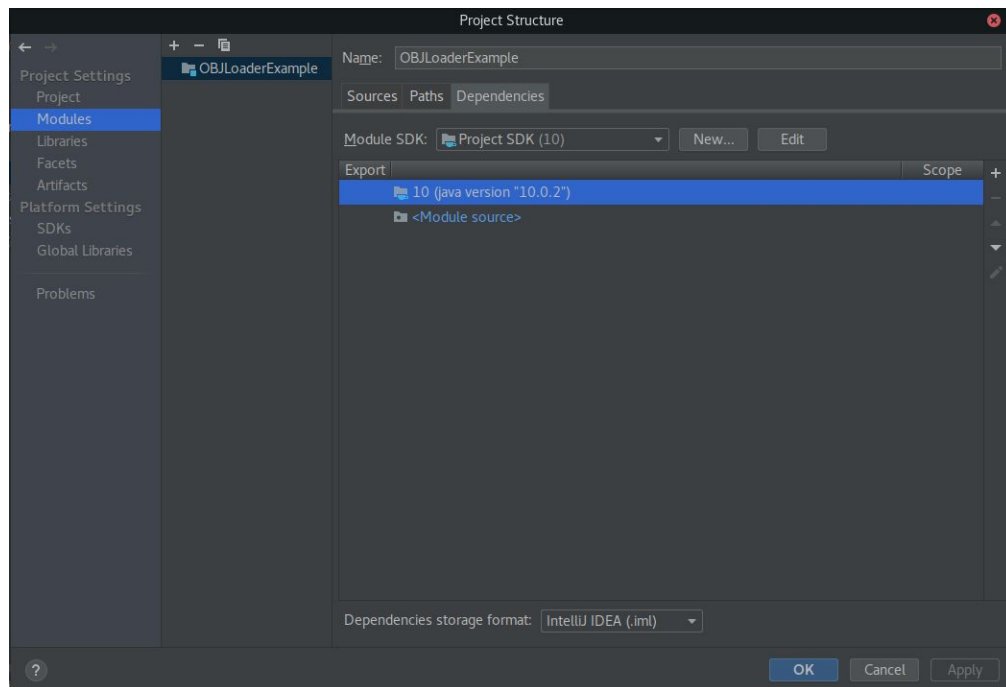 Project Structure
Project Settings
Project
Modules
Libraries
Facets
Artifacts
Platform Settings
SDKs
Global Libraries
Problems
OBJLoaderExample
Name: OBJLoaderExample
Sources Paths Dependencies
Module SDK: Project SDK (10) New... Edit
Export Scope
10 (java version "10.0.2")
<Module source>
Dependencies storage format: IntelliJ IDEA (.iml)
? OK Cancel Apply